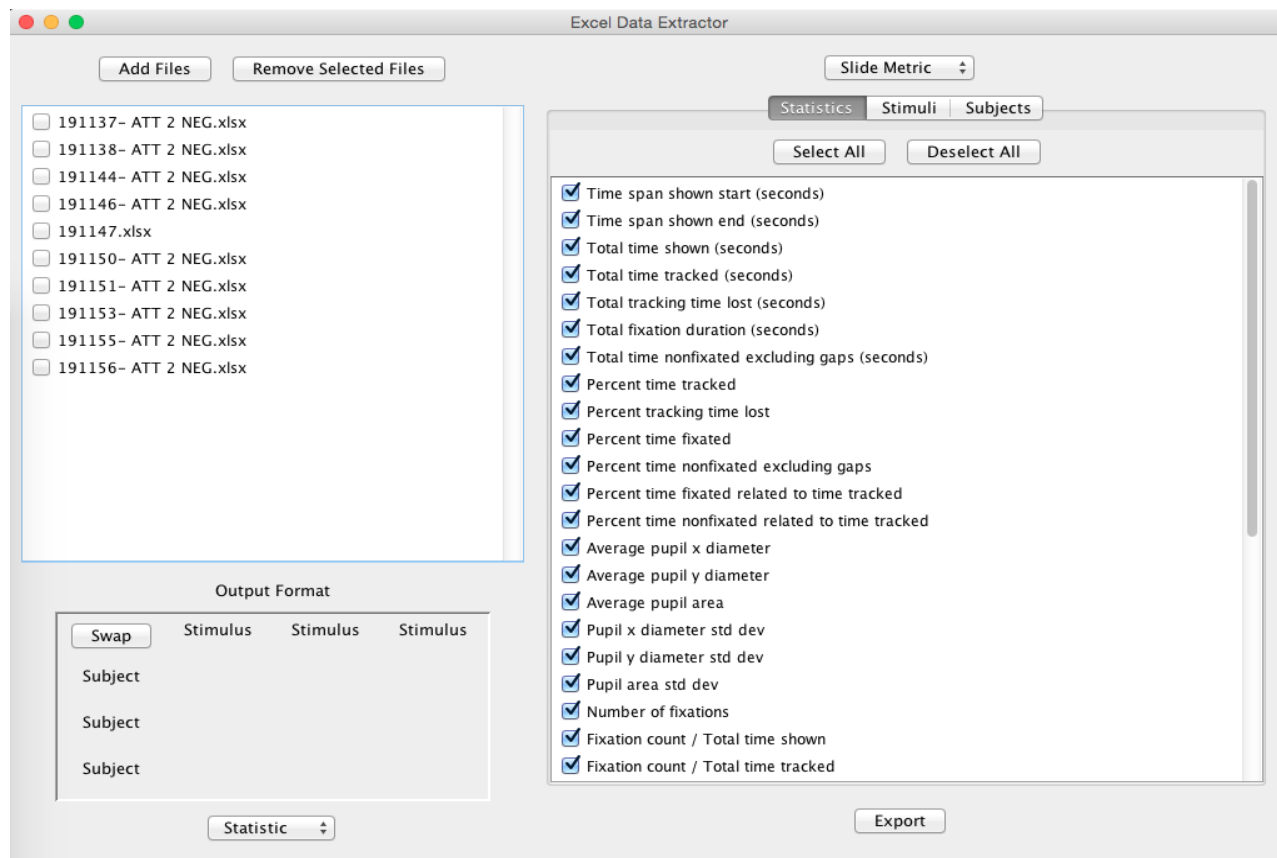 Excel Data Extractor
Add Files
Remove Selected Files
191137- ATT 2 NEG.xlsx
191138- ATT 2 NEG.xlsx
191144- ATT 2 NEG.xlsx
191146- ATT 2 NEG.xlsx
191147.xlsx
191150- ATT 2 NEG.xlsx
191151- ATT 2 NEG.xlsx
191153- ATT 2 NEG.xlsx
191155- ATT 2 NEG.xlsx
191156- ATT 2 NEG.xlsx
Output Format
Swap Stimulus Stimulus Stimulus
Subject
Subject
Subject
Statistic
Slide Metric
Statistics Stimuli Subjects
Select All Deselect All
Time span shown start (seconds)
Time span shown end (seconds)
Total time shown (seconds)
Total time tracked (seconds)
Total tracking time lost (seconds)
Total fixation duration (seconds)
Total time nonfixated excluding gaps (seconds)
Percent time tracked
Percent tracking time lost
Percent time fixated
Percent time nonfixated excluding gaps
Percent time fixated related to time tracked
Percent time nonfixated related to time tracked
Average pupil x diameter
Average pupil y diameter
Average pupil area
Pupil x diameter std dev
Pupil y diameter std dev
Pupil area std dev
Number of fixations
Fixation count / Total time shown
Fixation count / Total time tracked
Export